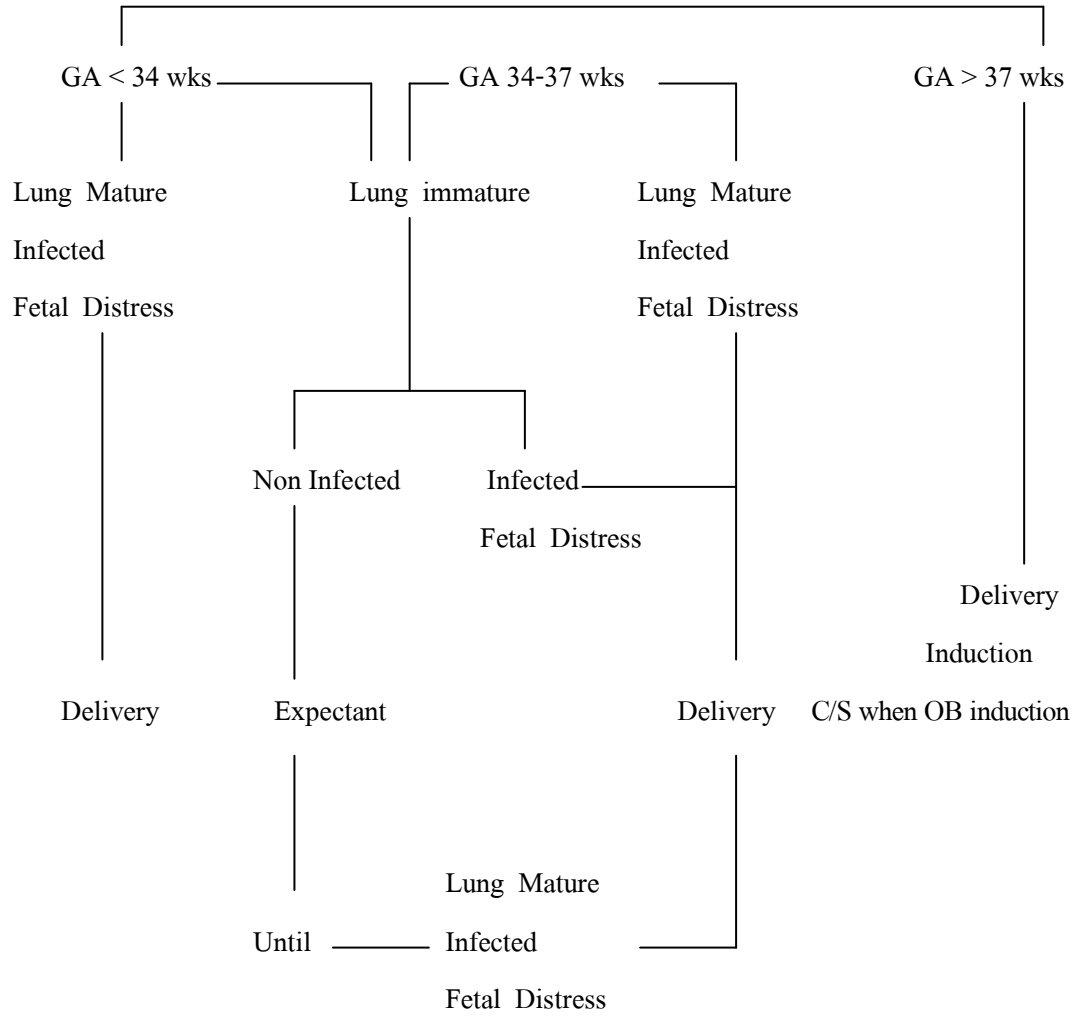 GA < 34 wks GA 34-37 wks GA > 37 wks
Lung Mature Lung immature Lung Mature
Infected Infected
Fetal Distress Fetal Distress
Non Infected Infected
Fetal Distress
Delivery
Induction
Delivery Expectant Delivery C/S when OB induction
Lung Mature
Until Infected
Fetal Distress